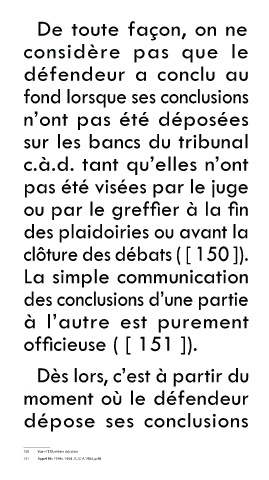 De toute façon, on ne
considère pas que le
défendeur a conclu au
fond lorsque ses conclusions
n’ont pas été déposées
sur les bancs du tribunal
c.à.d. tant qu’elles n’ont
pas été visées par le juge
ou par le greffier à la fin
des plaidoiries ou avant la
clôture des débats ( [ 150 ]).
La simple communication
des conclusions d’une partie
à l’autre est purement
officieuse ( [ 151 ]).
Dès lors, c’est à partir du
moment où le défendeur
dépose ses conclusions
150
151